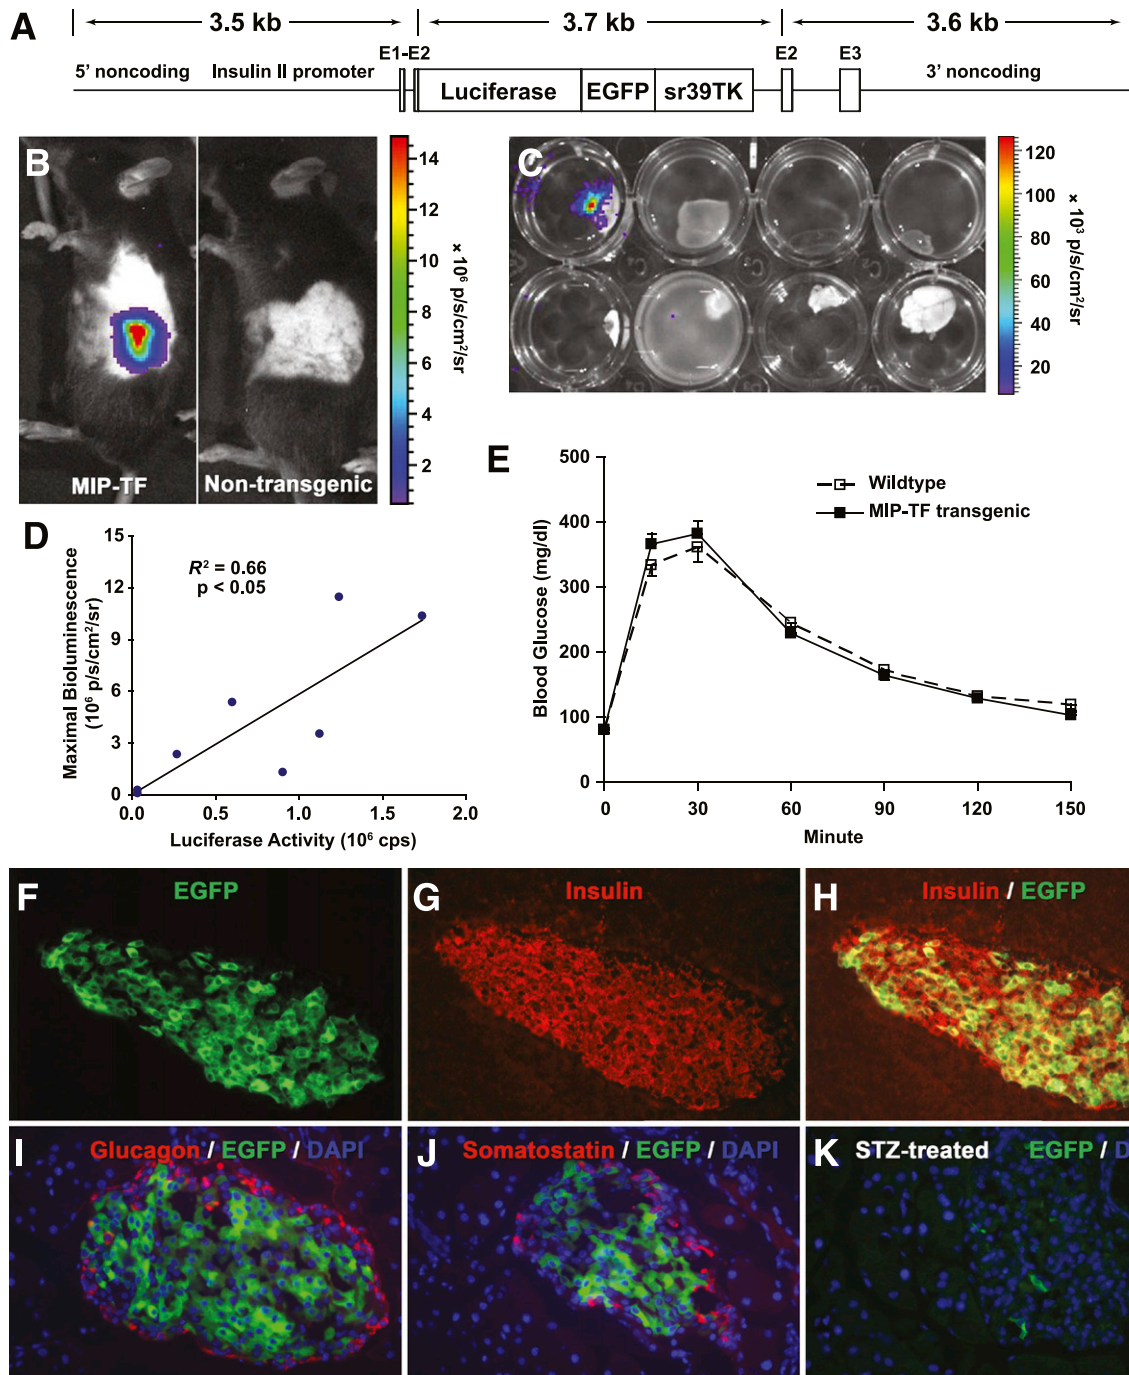 A
3.5 kb
3.7 kb
3.6 kb
E1-E2
E2
E3
5’ noncoding
Insulin II promoter
3’ noncoding
Luciferase
EGFP
sr39TK
B
MIP-TF
Non-transgenic
14
12
10
8
6
4
2
× 10⁶ p/s/cm²/sr
C
120
100
80
60
40
20
× 10³ p/s/cm²/sr
D
R² = 0.66
p < 0.05
Maximal Bioluminescence
(10⁶ p/s/cm²/sr)
15
12
9
6
3
0
0.0
0.5
1.0
1.5
2.0
Luciferase Activity (10⁶ cps)
E
Wildtype
MIP-TF transgenic
Blood Glucose (mg/dl)
500
400
300
200
100
0
0
30
60
90
120
150
Minute
F
EGFP
G
Insulin
H
Insulin / EGFP
I
Glucagon / EGFP / DAPI
J
Somatostatin / EGFP / DAPI
K
STZ-treated
EGFP / D